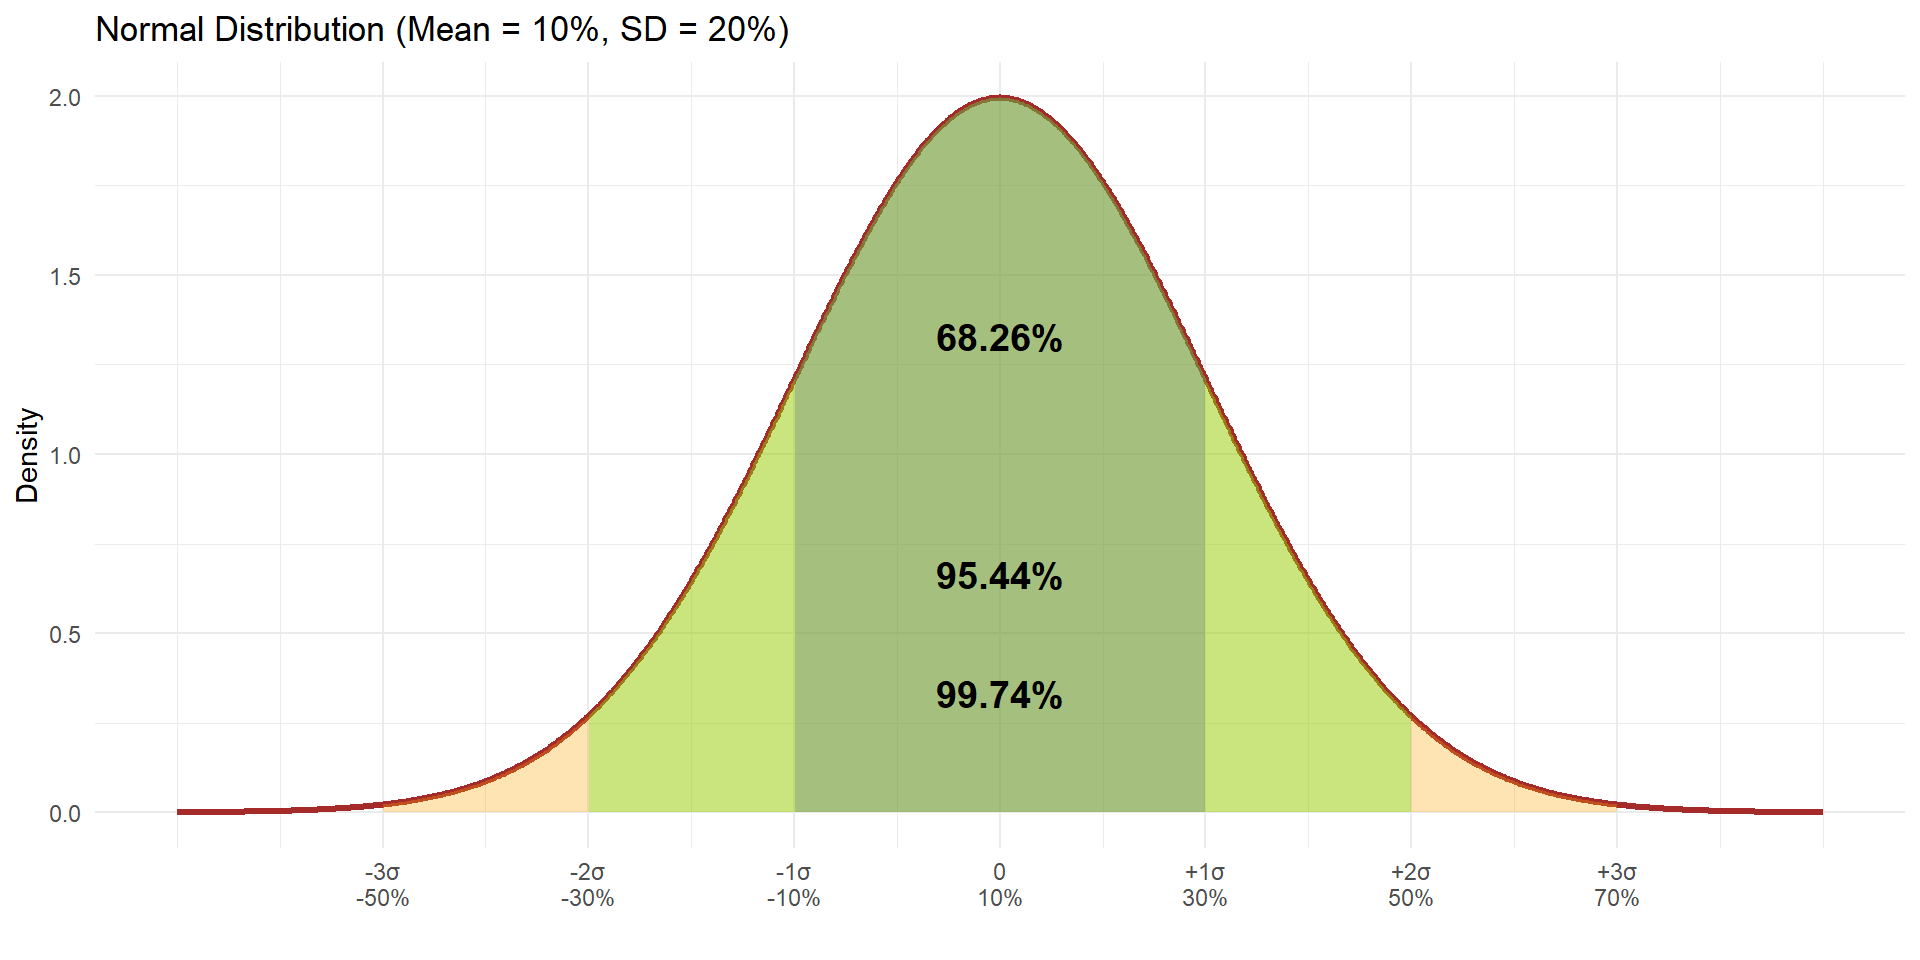 Normal Distribution (Mean = 10%, SD = 20%)
2.0
1.5
1.0
0.5
0.0
Density
68.26%
95.44%
99.74%
-3σ -2σ -1σ 0 +1σ +2σ +3σ
-50% -30% -10% 10% 30% 50% 70%